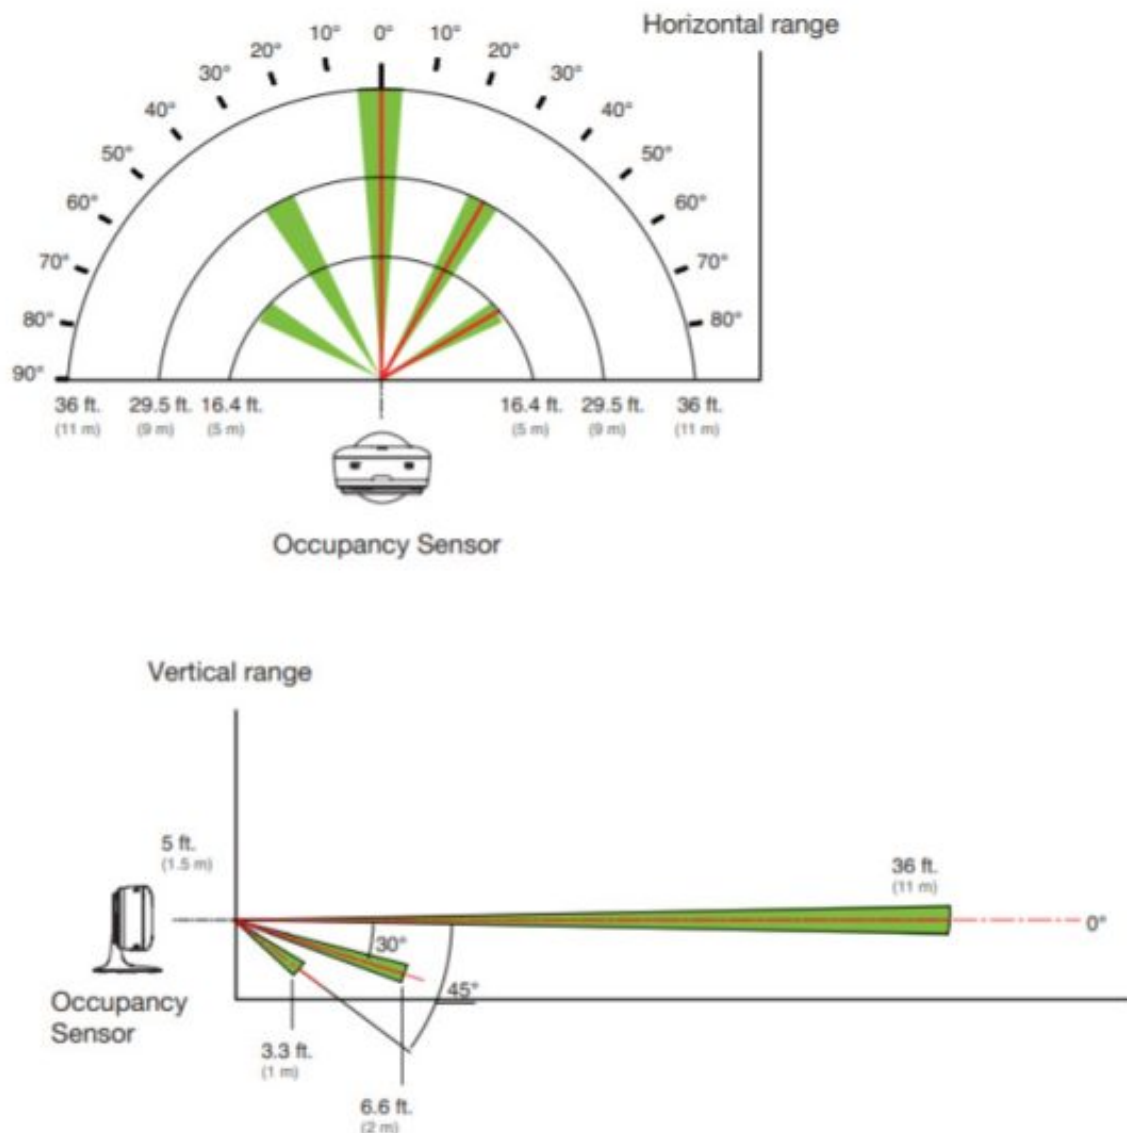 Horizontal range
90°
80°
70°
60°
50°
40°
30°
20°
10°
0°
10°
20°
30°
40°
50°
60°
70°
80°
36 ft. 29.5 ft. 16.4 ft. 16.4 ft. 29.5 ft. 36 ft.
(11 m) (9 m) (5 m) (5 m) (9 m) (11 m)
Occupancy Sensor
Vertical range
5 ft.
(1.5 m)
36 ft.
(11 m)
0°
30°
45°
Occupancy
Sensor
3.3 ft.
(1 m)
6.6 ft.
(2 m)